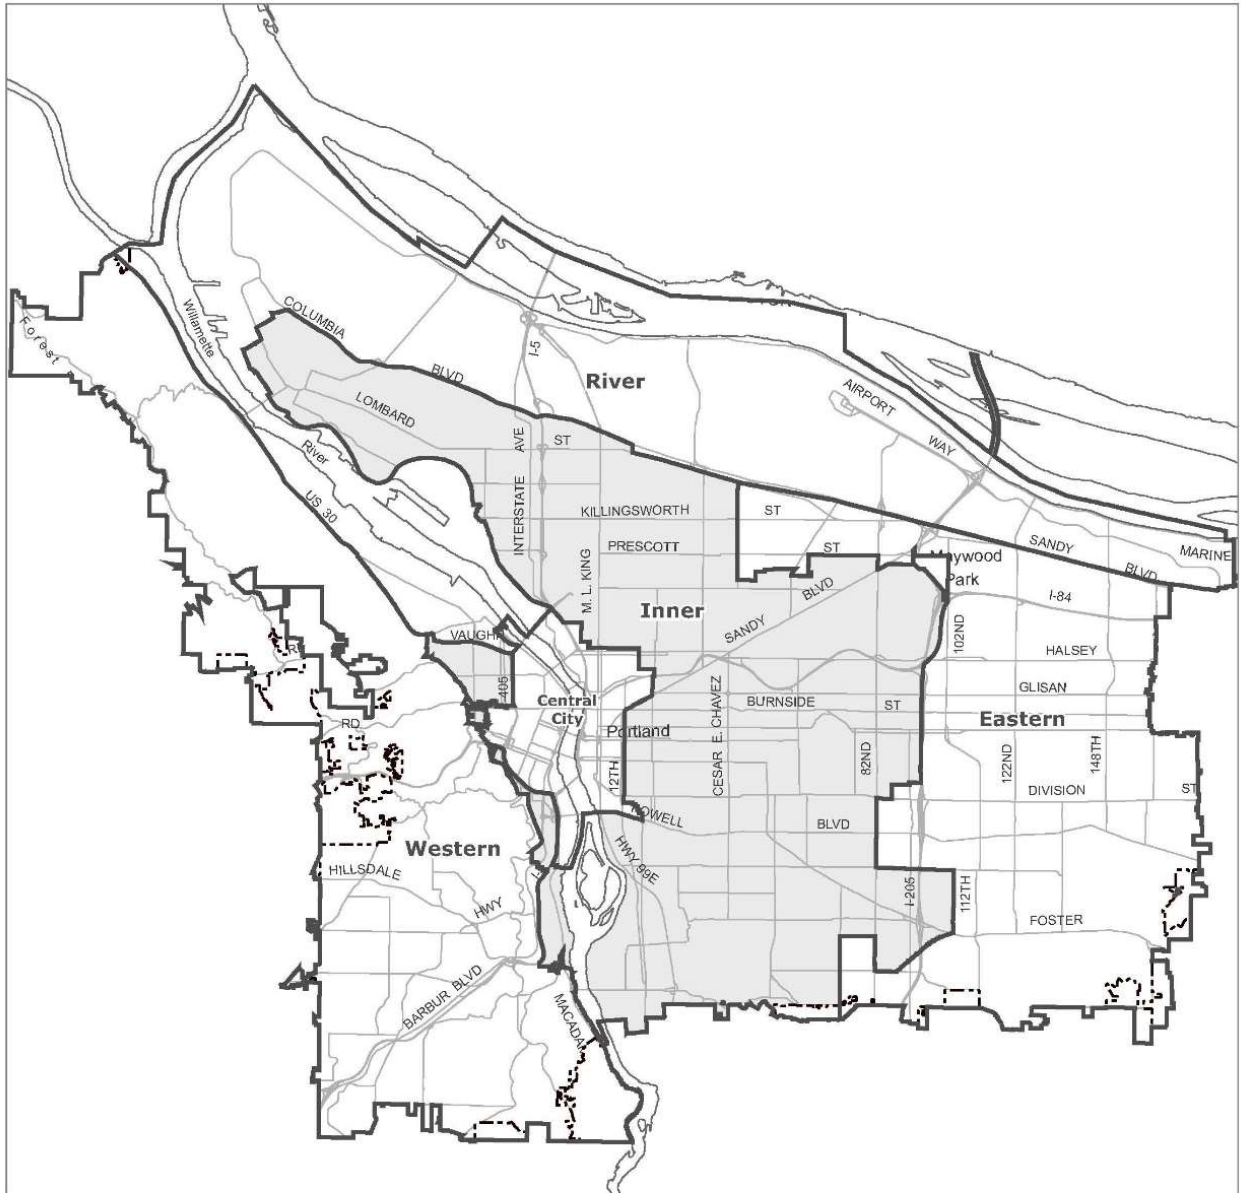 COLUMBIA
Willamette
Forest
I-5
BLVD
River
AIRPORT
WAY
LOMBARD
AVE
ST
River
INTERSTATE
US 30
KILLINGSWORTH
ST
PRESCOTT
ST
SANDY
BLVD
MARINE
Maywood
Park
M. L. KING
Inner
BLVD
SANDY
I-84
102ND
VAUGHN
HALSEY
405
GLISAN
Central
City
CESAR E. CHAVEZ
BURNSIDE
ST
Eastern
RD
Portland
12TH
82ND
122ND
148TH
DIVISION
ST
POWELL
BLVD
Western
HWY 99E
HILLSDALE
HWY
I-205
112TH
FOSTER
BARBUR BLVD
MACADAM